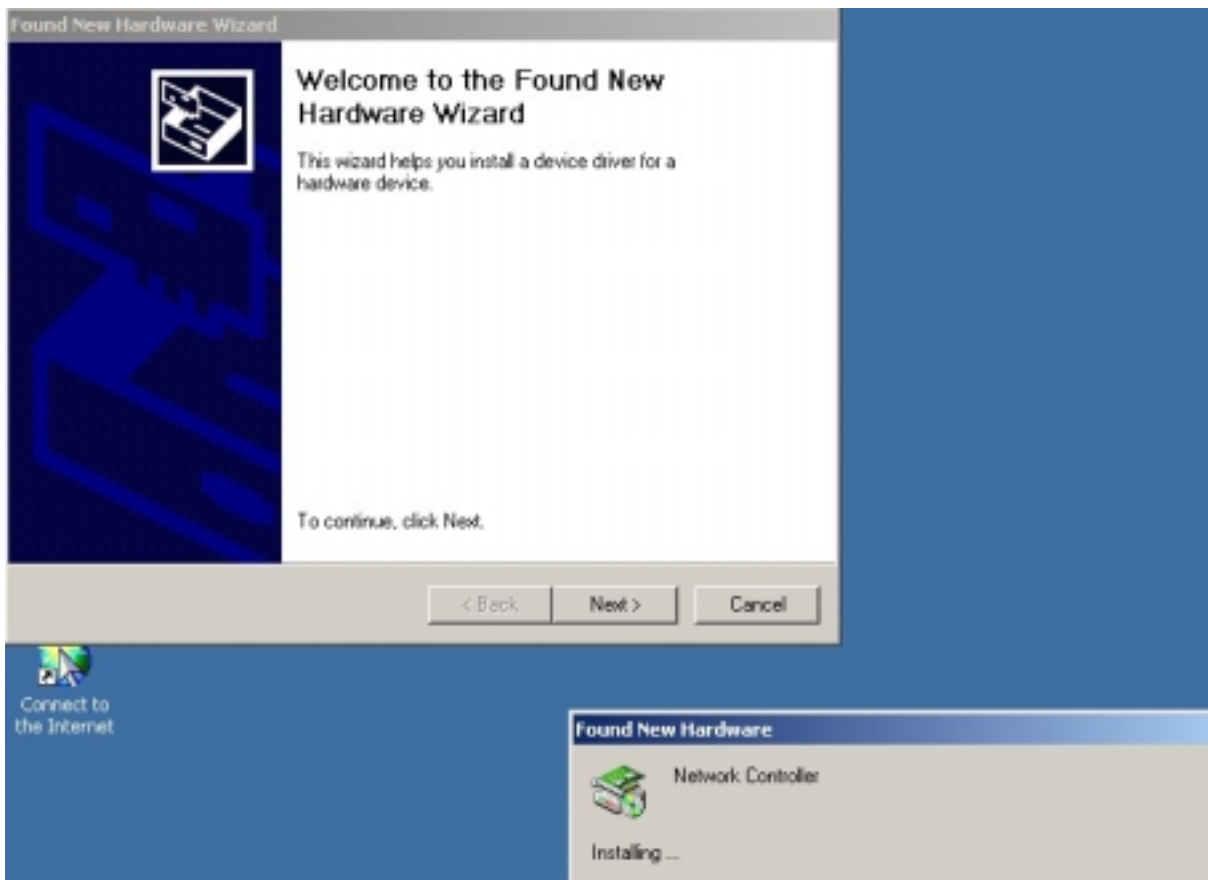 Found New Hardware Wizard
Welcome to the Found New
Hardware Wizard
This wizard helps you install a device driver for a
hardware device.
To continue, click Next.
< Back
Next >
Cancel
Connect to
the Internet
Found New Hardware
Network Controller
Installing ...